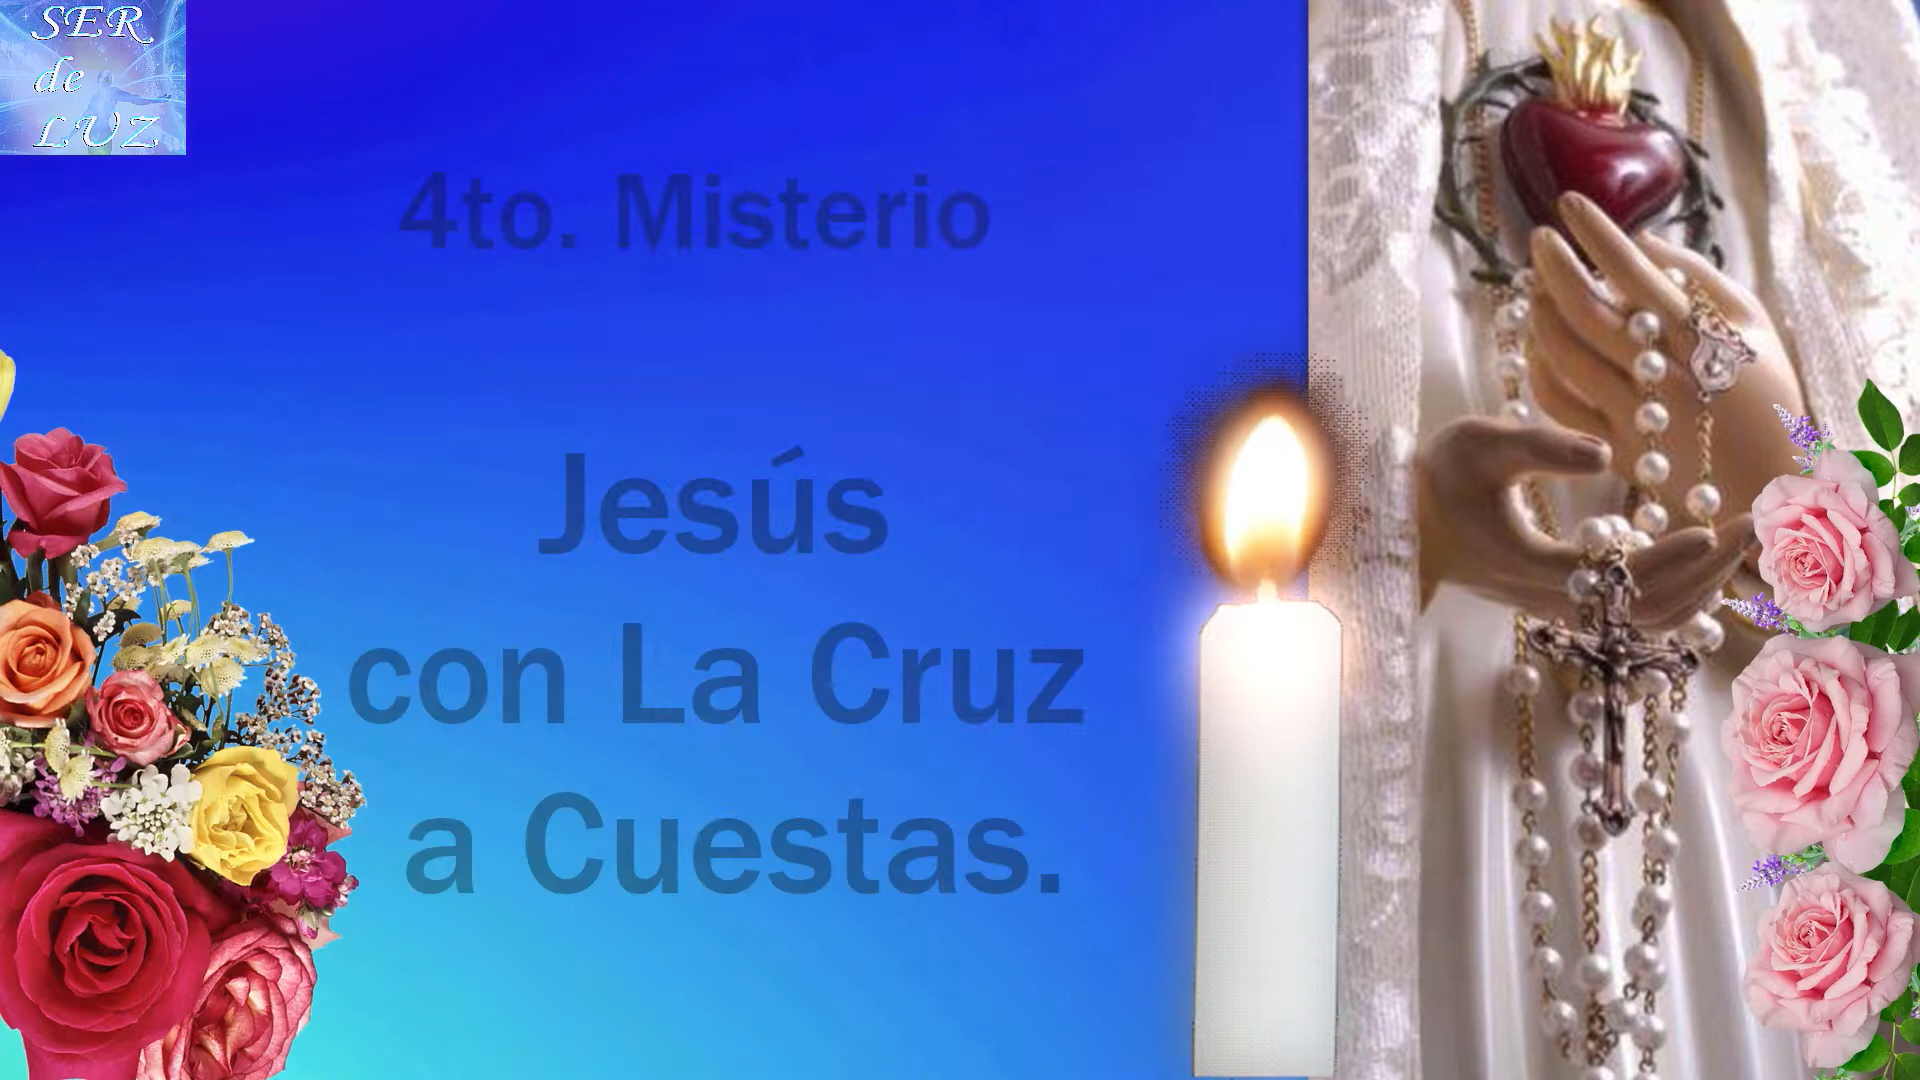 SER
de
LUZ
4to. Misterio
Jesús
con La Cruz
a Cuestas.